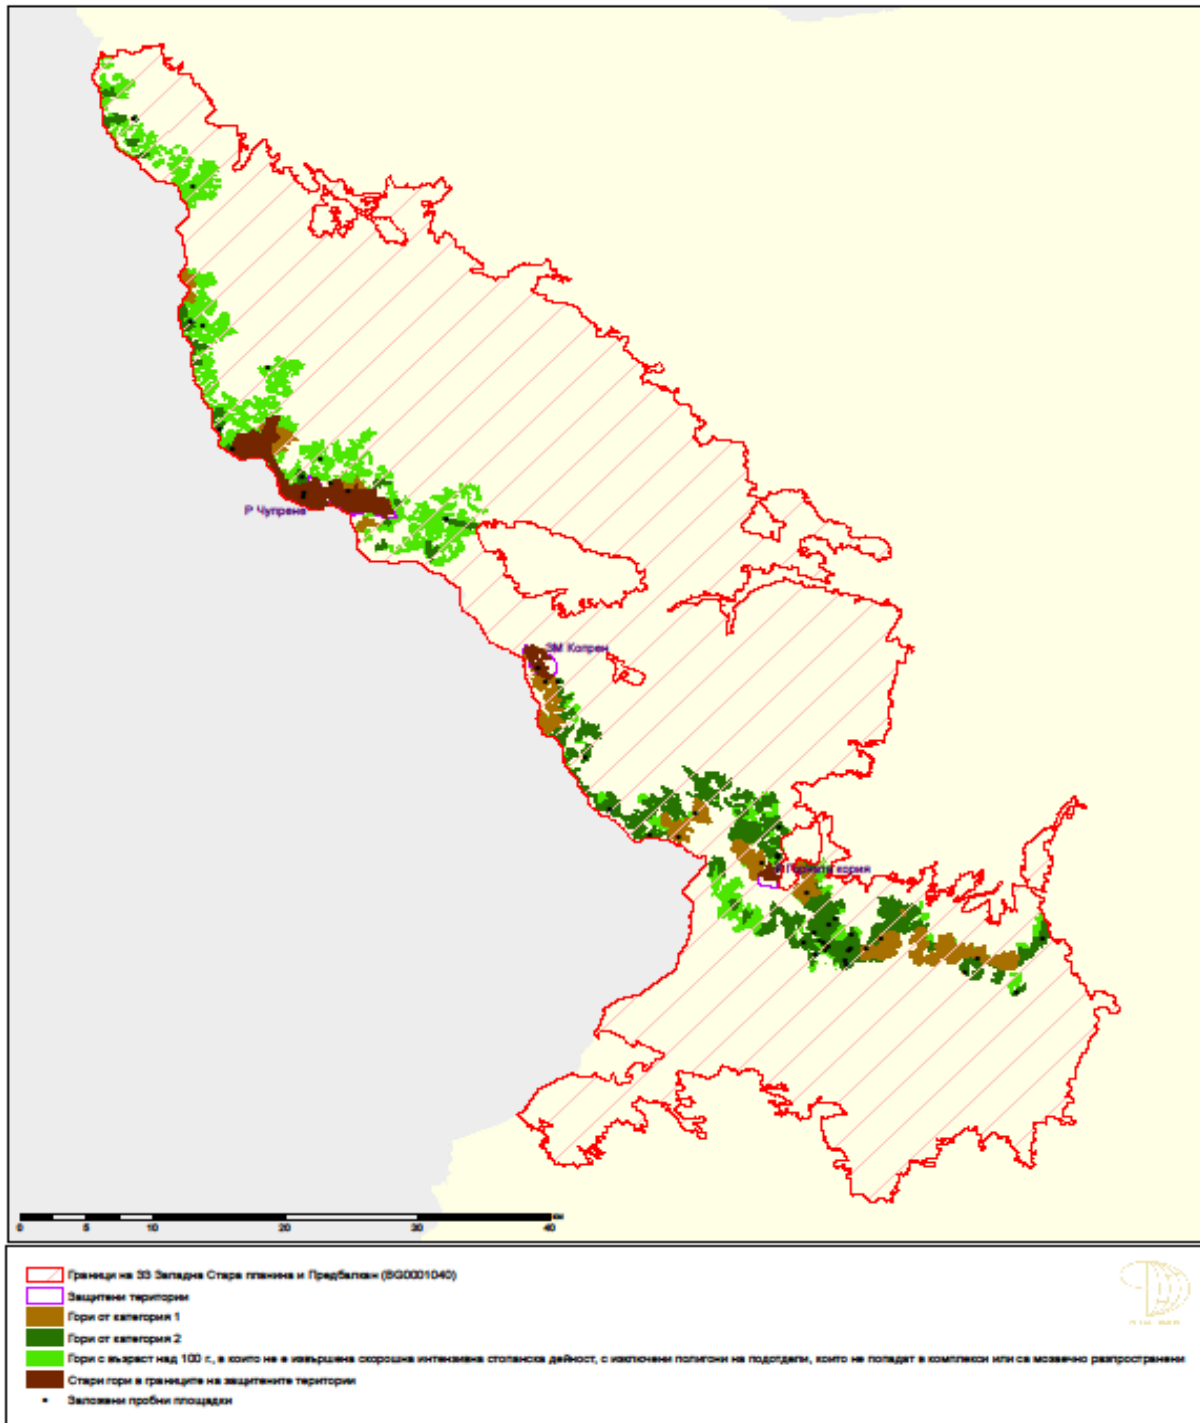 Р Чупрене
ЗМ Копрен
Р Горната кория
0 5 10 20 30 40
км
Граници на ЗЗ Западна Стара планина и Предбалкан (BG0001040)
Защитени територии
Гори от категория 1
Гори от категория 2
Гори с възраст над 100 г., в които не е извършена скорошна интензивна стопанска дейност, с изключени полигони на подотдели, които не попадат в комплекси или са мозаечно разпространени
Стари гори в границите на защитените територии
Заложени пробни площадки